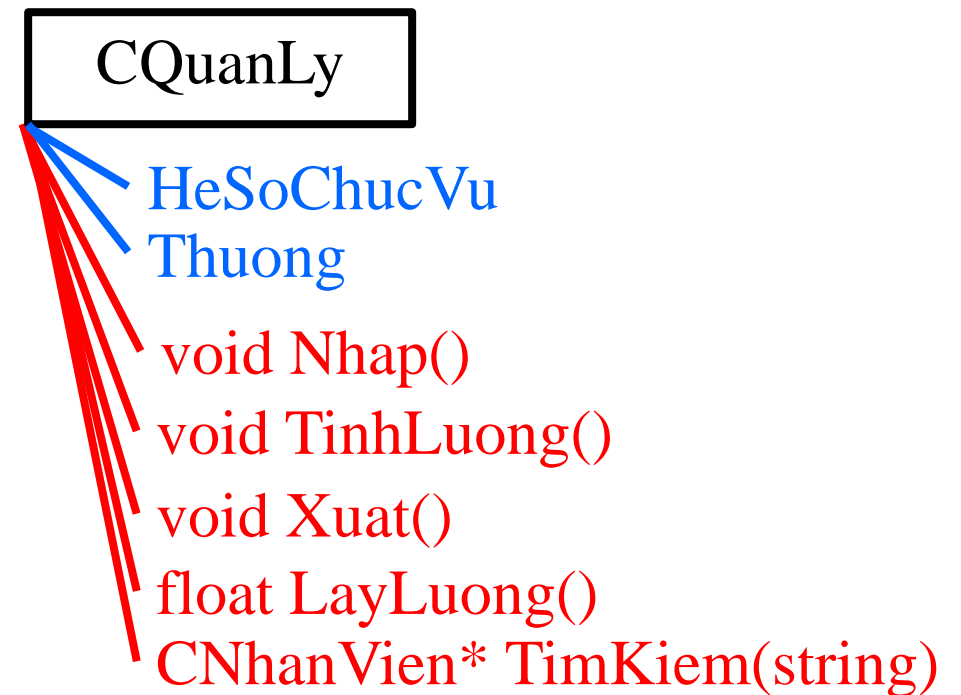 CQuanLy
HeSoChucVu
Thuong
void Nhap()
void TinhLuong()
void Xuat()
float LayLuong()
CNhanVien* TimKiem(string)